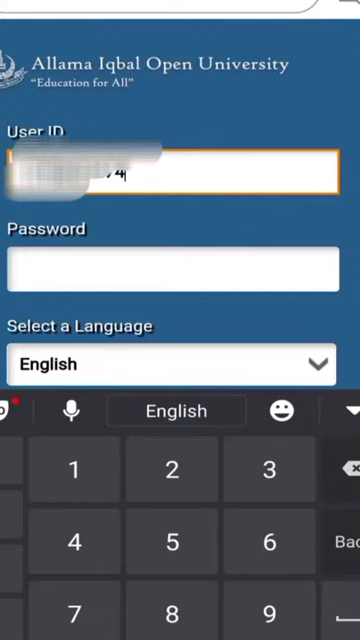 Allama Iqbal Open University
"Education for All"
User ID
4
Password
Select a Language
English
English
1 2 3
4 5 6
7 8 9